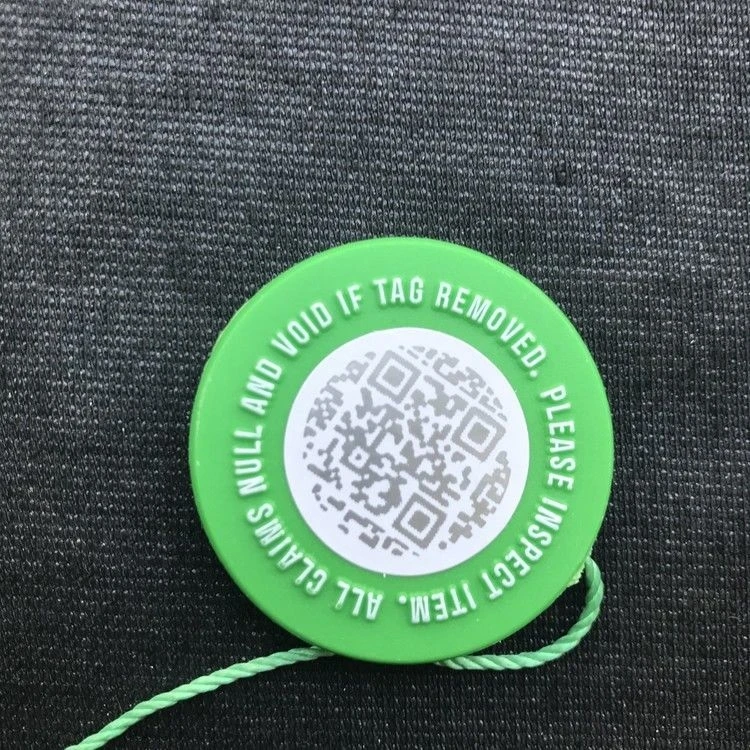 PLEASE INSPECT ITEM. ALL CLAIMS NULL AND VOID IF TAG REMOVED.